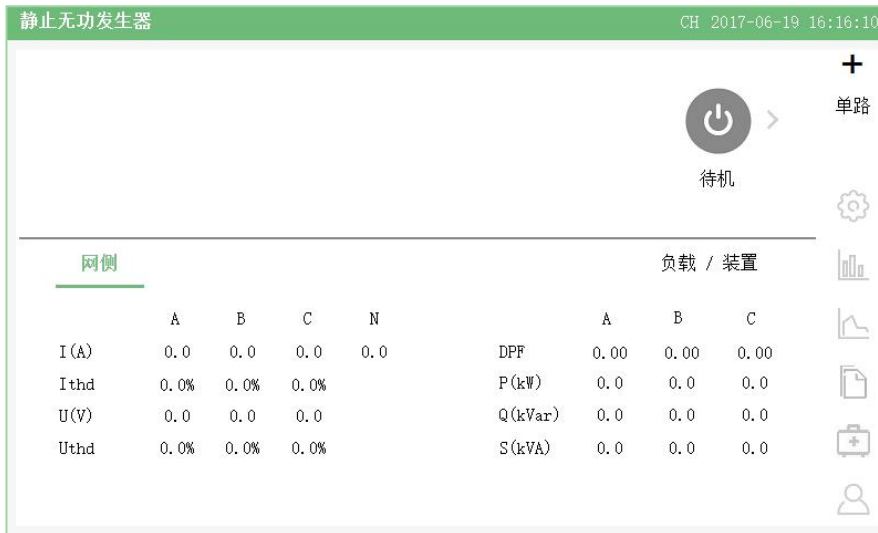 静止无功发生器 CH 2017-06-19 16:16:10
单路
待机
网侧 负载 / 装置
A B C N A B C
I(A) 0.0 0.0 0.0 0.0 DPF 0.00 0.00 0.00
Ithd 0.0% 0.0% 0.0% P(kW) 0.0 0.0 0.0
U(V) 0.0 0.0 0.0 Q(kVar) 0.0 0.0 0.0
Uthd 0.0% 0.0% 0.0% S(kVA) 0.0 0.0 0.0